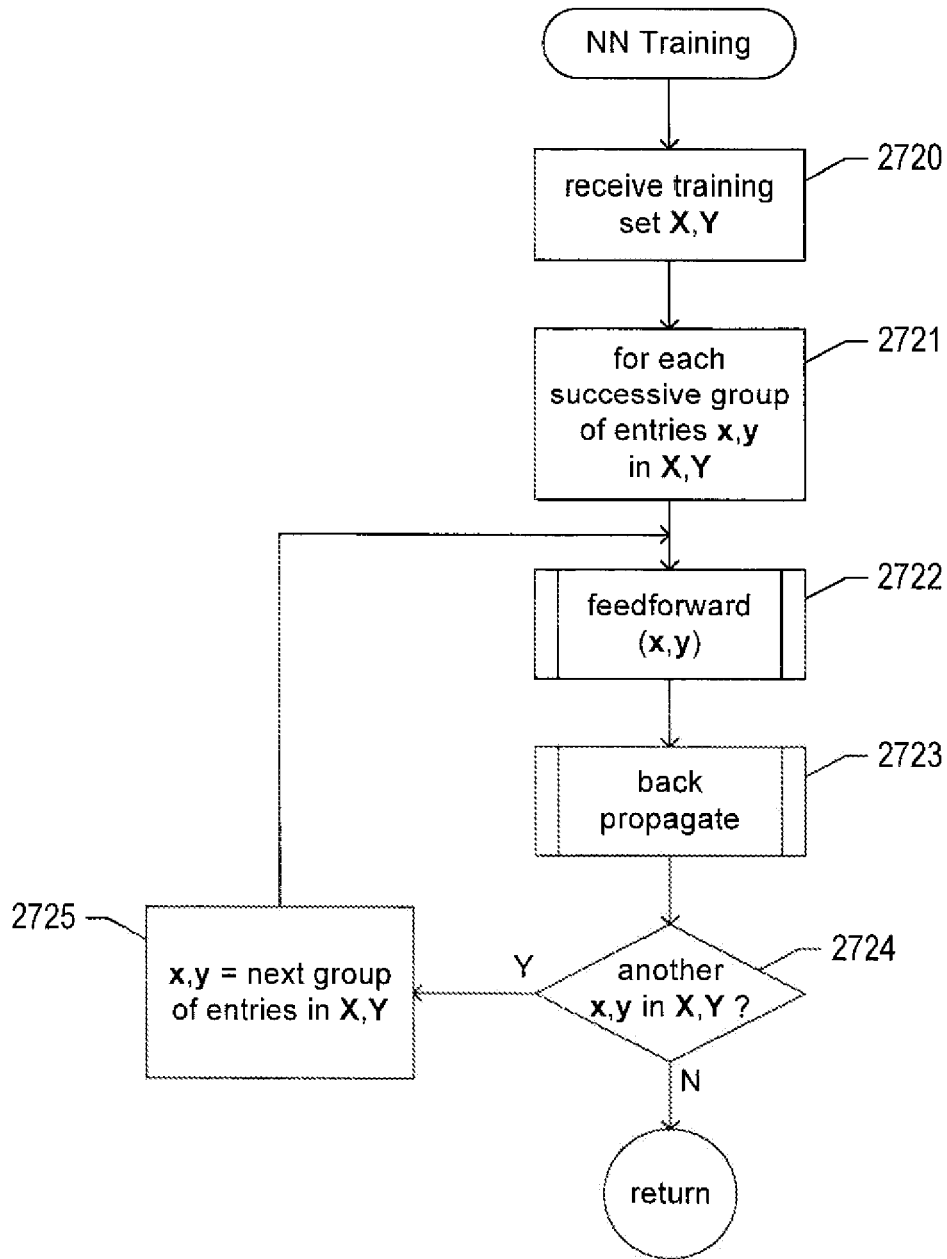 NN Training
2720
receive training
set X,Y
2721
for each
successive group
of entries x,y
in X,Y
2722
feedforward
(x,y)
2723
back
propagate
2724
another
x,y in X,Y ?
Y
2725
x,y = next group
of entries in X,Y
N
return